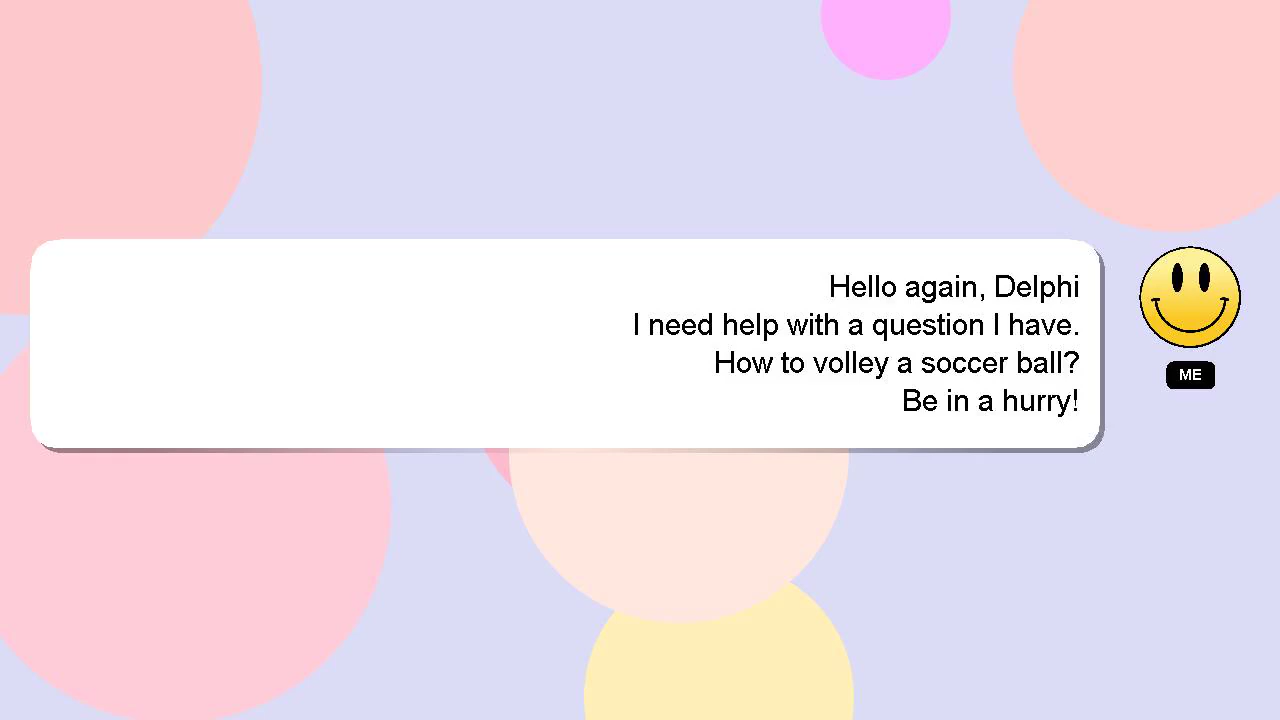 Hello again, Delphi
I need help with a question I have.
How to volley a soccer ball?
Be in a hurry!
ME